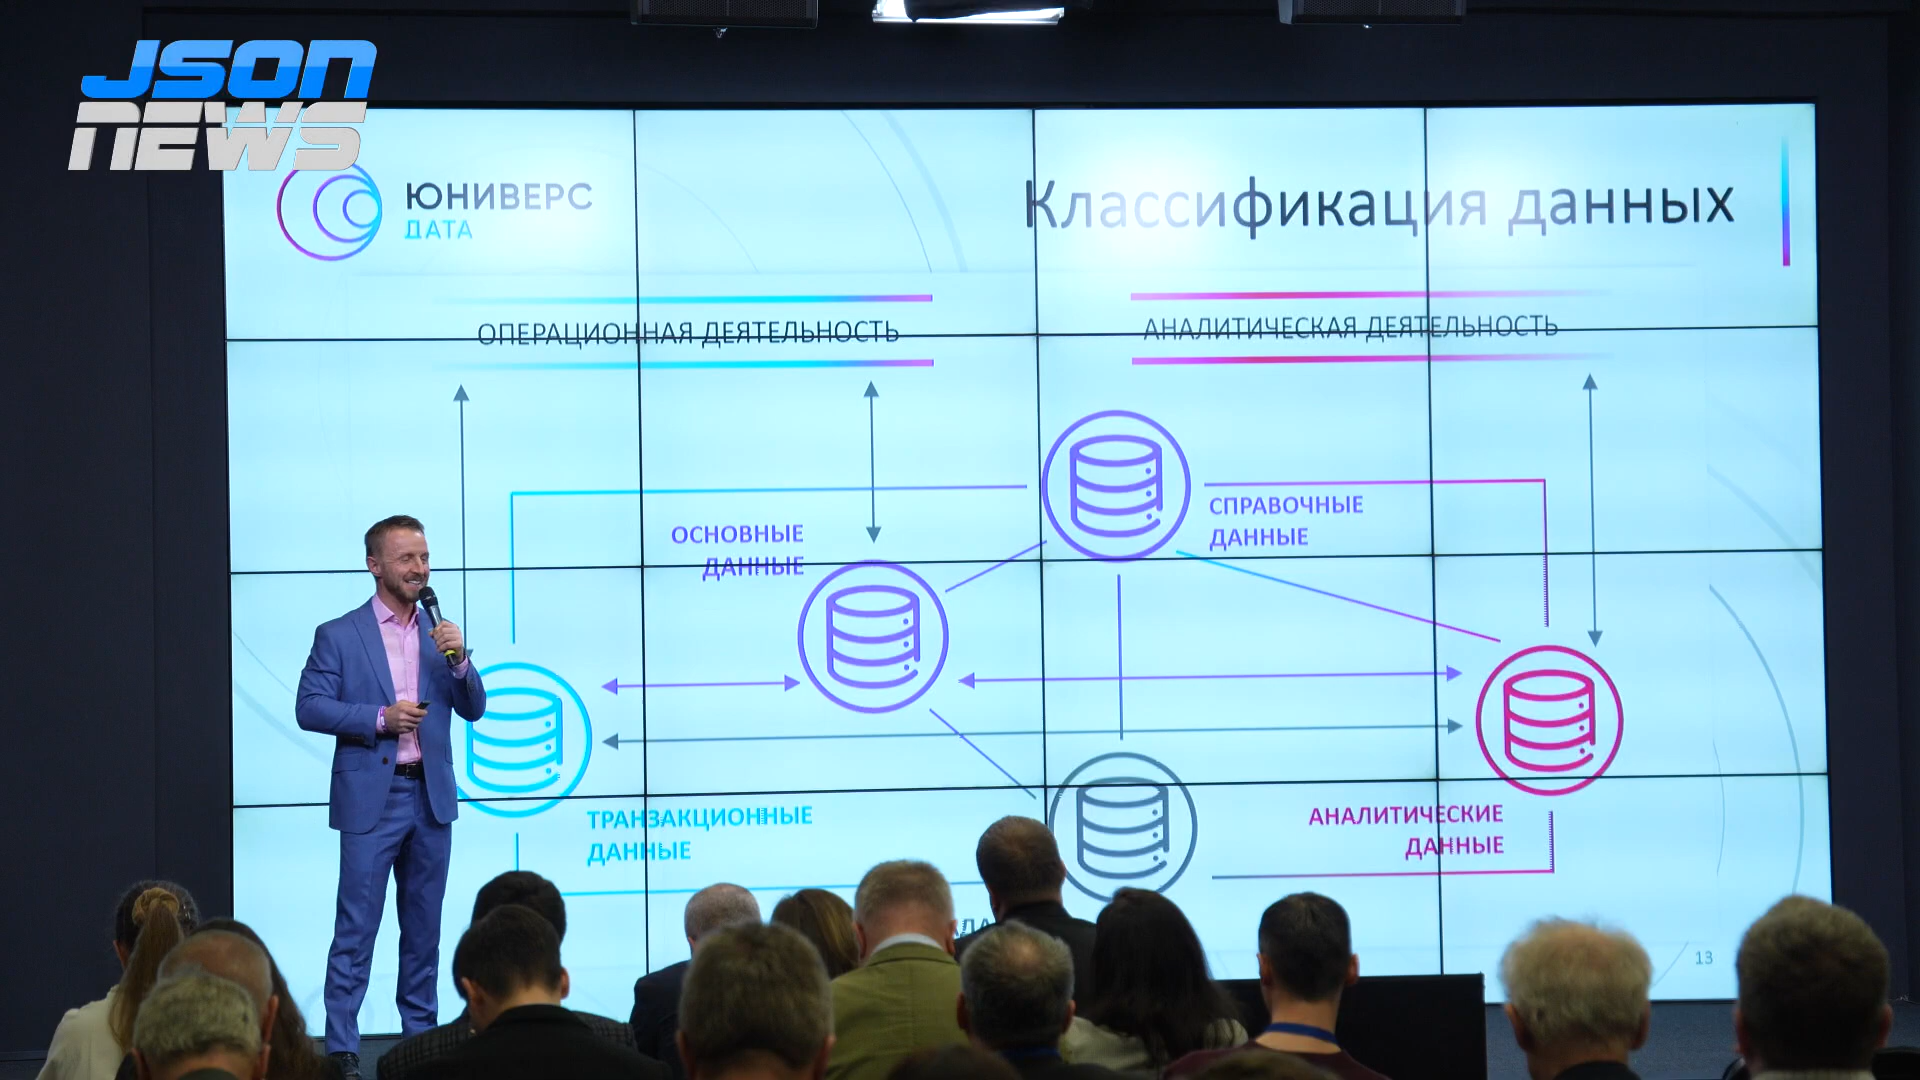 JSON
NEWS
ЮНИВЕРС
ДАТА
Классификация данных
ОПЕРАЦИОННАЯ ДЕЯТЕЛЬНОСТЬ
АНАЛИТИЧЕСКАЯ ДЕЯТЕЛЬНОСТЬ
СПРАВОЧНЫЕ
ДАННЫЕ
ОСНОВНЫЕ
ДАННЫЕ
ТРАНЗАКЦИОННЫЕ
ДАННЫЕ
АНАЛИТИЧЕСКИЕ
ДАННЫЕ
13